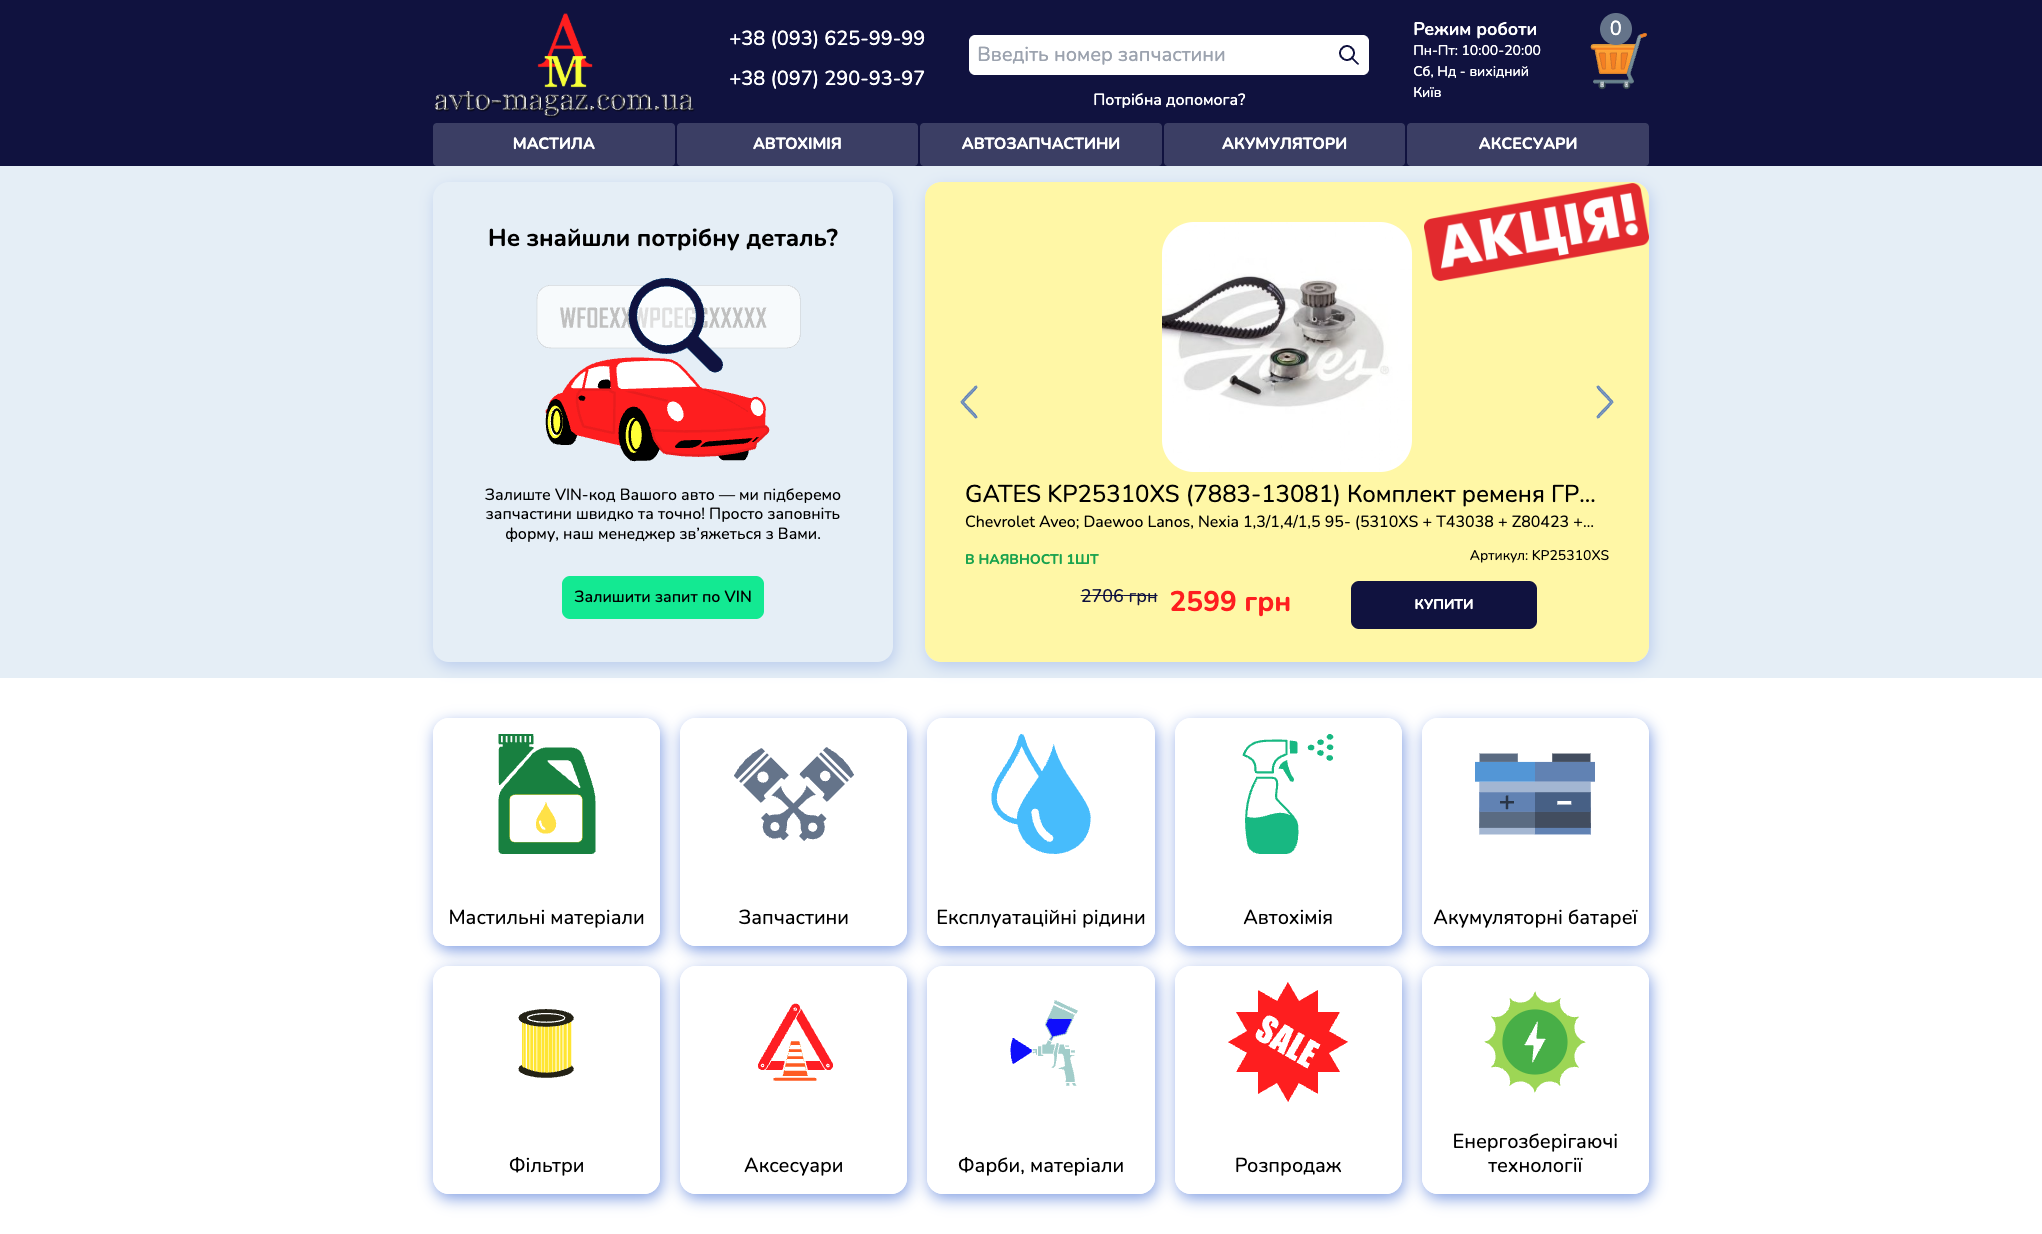 AM
avto-magaz.com.ua
+38 (093) 625-99-99
+38 (097) 290-93-97
Введіть номер запчастини
Потрібна допомога?
Режим роботи
Пн-Пт: 10:00-20:00
Сб, Нд - вихідний
Київ
0
МАСТИЛА
АВТОХІМІЯ
АВТОЗАПЧАСТИНИ
АКУМУЛЯТОРИ
АКСЕСУАРИ
Не знайшли потрібну деталь?
Залиште VIN-код Вашого авто — ми підберемо
запчастини швидко та точно! Просто заповніть
форму, наш менеджер зв’яжеться з Вами.
Залишити запит по VIN
АКЦІЯ!
Gates
GATES KP25310XS (7883-13081) Комплект ременя ГР...
Chevrolet Aveo; Daewoo Lanos, Nexia 1,3/1,4/1,5 95- (5310XS + T43038 + Z80423 +...
В НАЯВНОСТІ 1ШТ
Артикул: KP25310XS
2706 грн
2599 грн
КУПИТИ
Мастильні матеріали
Запчастини
Експлуатаційні рідини
Автохімія
Акумуляторні батареї
Фільтри
Аксесуари
Фарби, матеріали
SALE
Розпродаж
Енергозберігаючі
технології